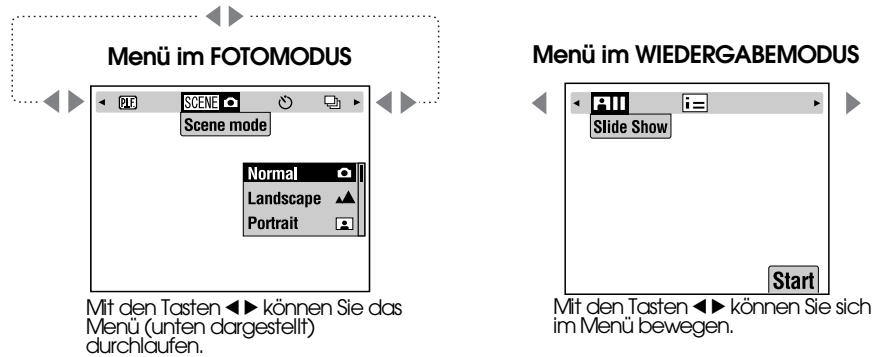 Menü im FOTOMODUS
P.I.F. SCENE
Scene mode
Normal
Landscape
Portrait
Mit den Tasten ◀▶ können Sie das
Menü (unten dargestellt)
durchlaufen.
Menü im WIEDERGABEMODUS
Slide Show
Start
Mit den Tasten ◀▶ können Sie sich
im Menü bewegen.